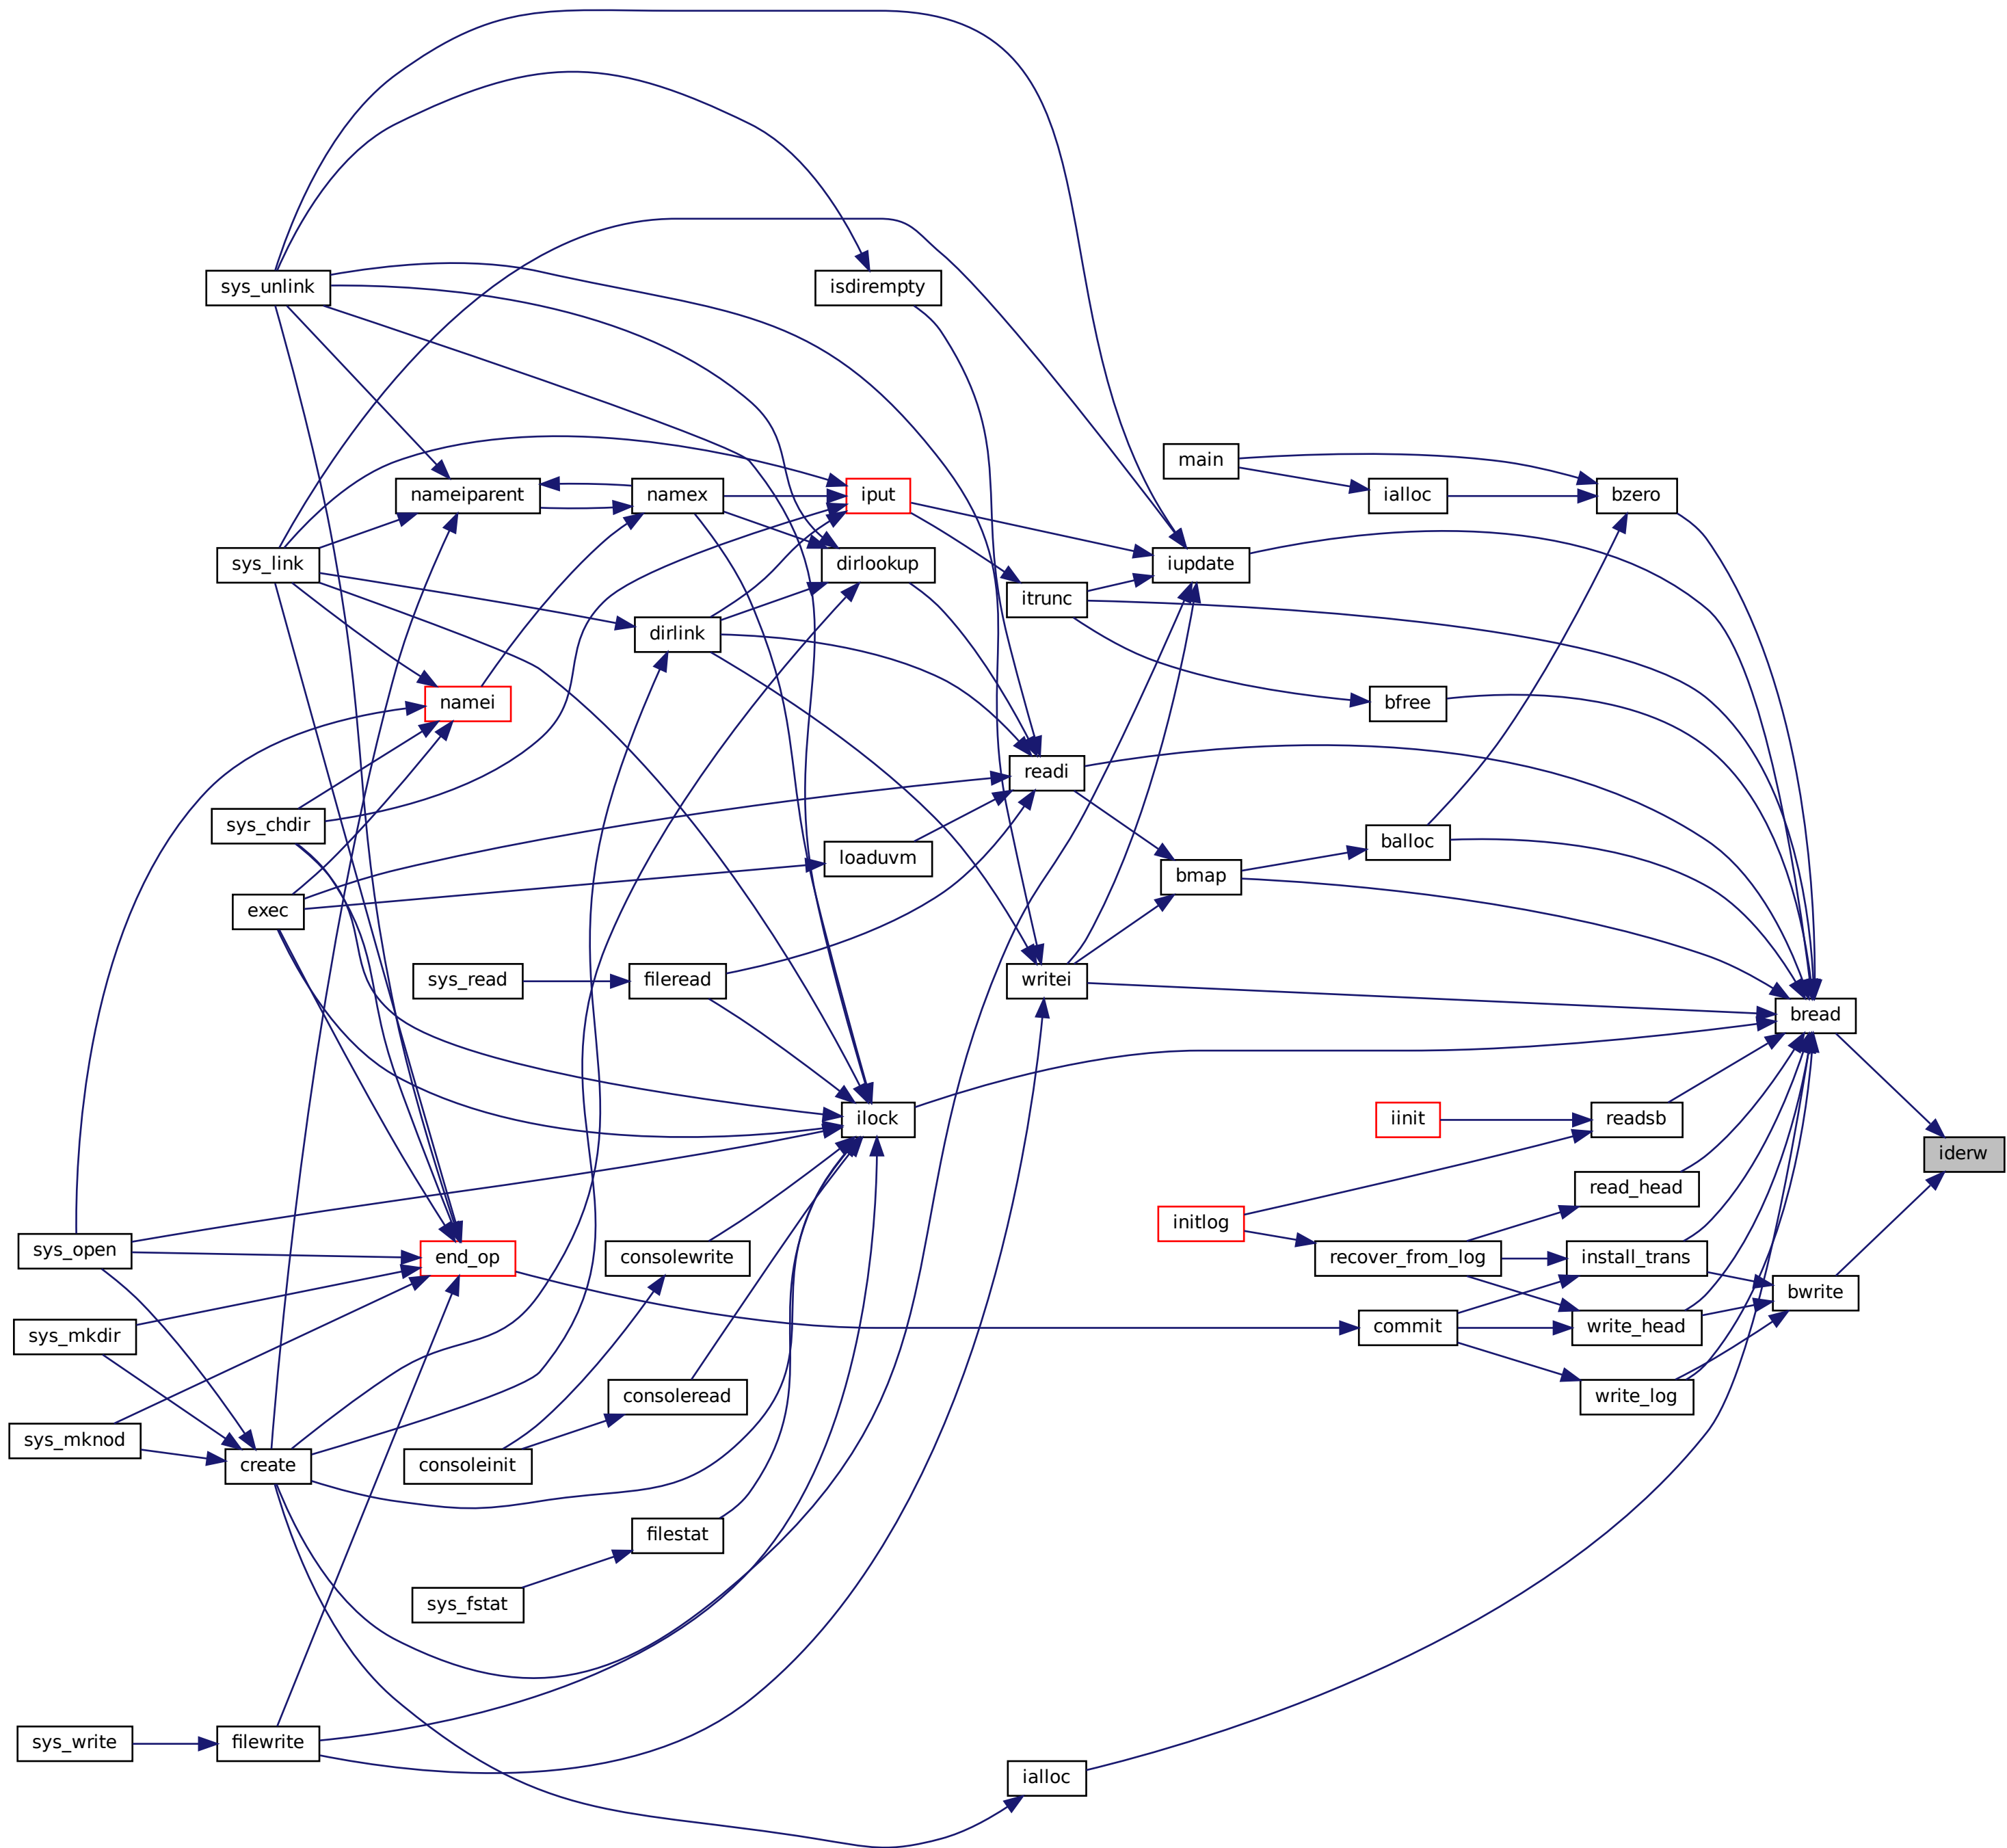 sys_unlink
isdirempty
main
nameiparent
namex
iput
ialloc
bzero
sys_link
dirlookup
iupdate
itrunc
dirlink
namei
bfree
readi
sys_chdir
loaduvm
balloc
bmap
exec
sys_read
fileread
writei
bread
ilock
iinit
readsb
iderw
read_head
initlog
sys_open
end_op
consolewrite
recover_from_log
install_trans
bwrite
sys_mkdir
commit
write_head
consoleread
write_log
sys_mknod
create
consoleinit
filestat
sys_fstat
sys_write
filewrite
ialloc